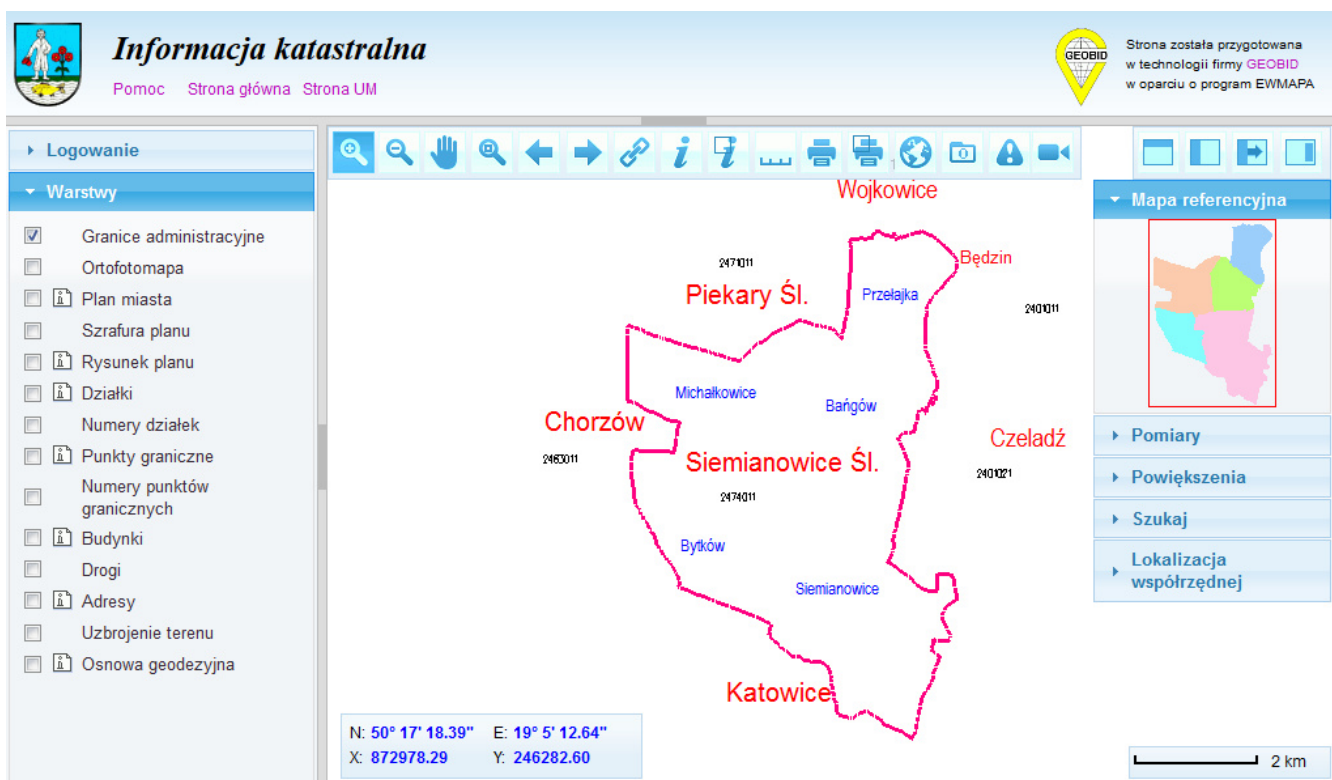 Informacja katastralna
Pomoc Strona główna Strona UM
GEOBID
Strona została przygotowana
w technologii firmy GEOBID
w oparciu o program EWMAPA
Logowanie
Warstwy
Granice administracyjne
Ortofotomapa
Plan miasta
Szrafura planu
Rysunek planu
Działki
Numery działek
Punkty graniczne
Numery punktów
granicznych
Budynki
Drogi
Adresy
Uzbrojenie terenu
Osnowa geodezyjna
1
Wojkowice
Będzin
2471011
Piekary Śl.
Przełajka
2401011
Michałkowice
Bańgów
Chorzów
Czeladź
2463011
Siemianowice Śl.
2401021
2474011
Bytków
Siemianowice
Katowice
N: 50° 17' 18.39" E: 19° 5' 12.64"
X: 872978.29 Y: 246282.60
Mapa referencyjna
Pomiary
Powiększenia
Szukaj
Lokalizacja
współrzędnej
2 km